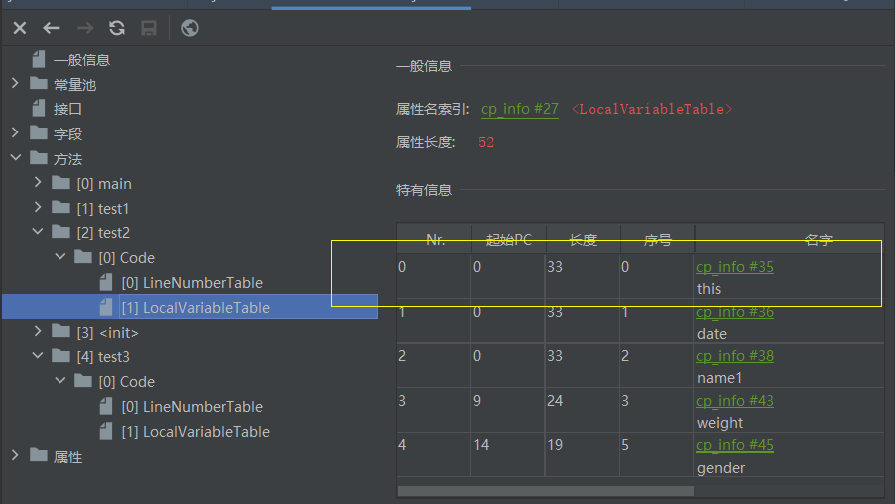 一般信息
常量池
接口
字段
方法
[0] main
[1] test1
[2] test2
[0] Code
[0] LineNumberTable
[1] LocalVariableTable
[3] <init>
[4] test3
[0] Code
[0] LineNumberTable
[1] LocalVariableTable
属性
一般信息
属性名索引: cp_info #27 <LocalVariableTable>
属性长度: 52
特有信息
Nr. 起始PC 长度 序号 名字
0 0 33 0 cp_info #35
this
1 0 33 1 cp_info #36
date
2 0 33 2 cp_info #38
name1
3 9 24 3 cp_info #43
weight
4 14 19 5 cp_info #45
gender